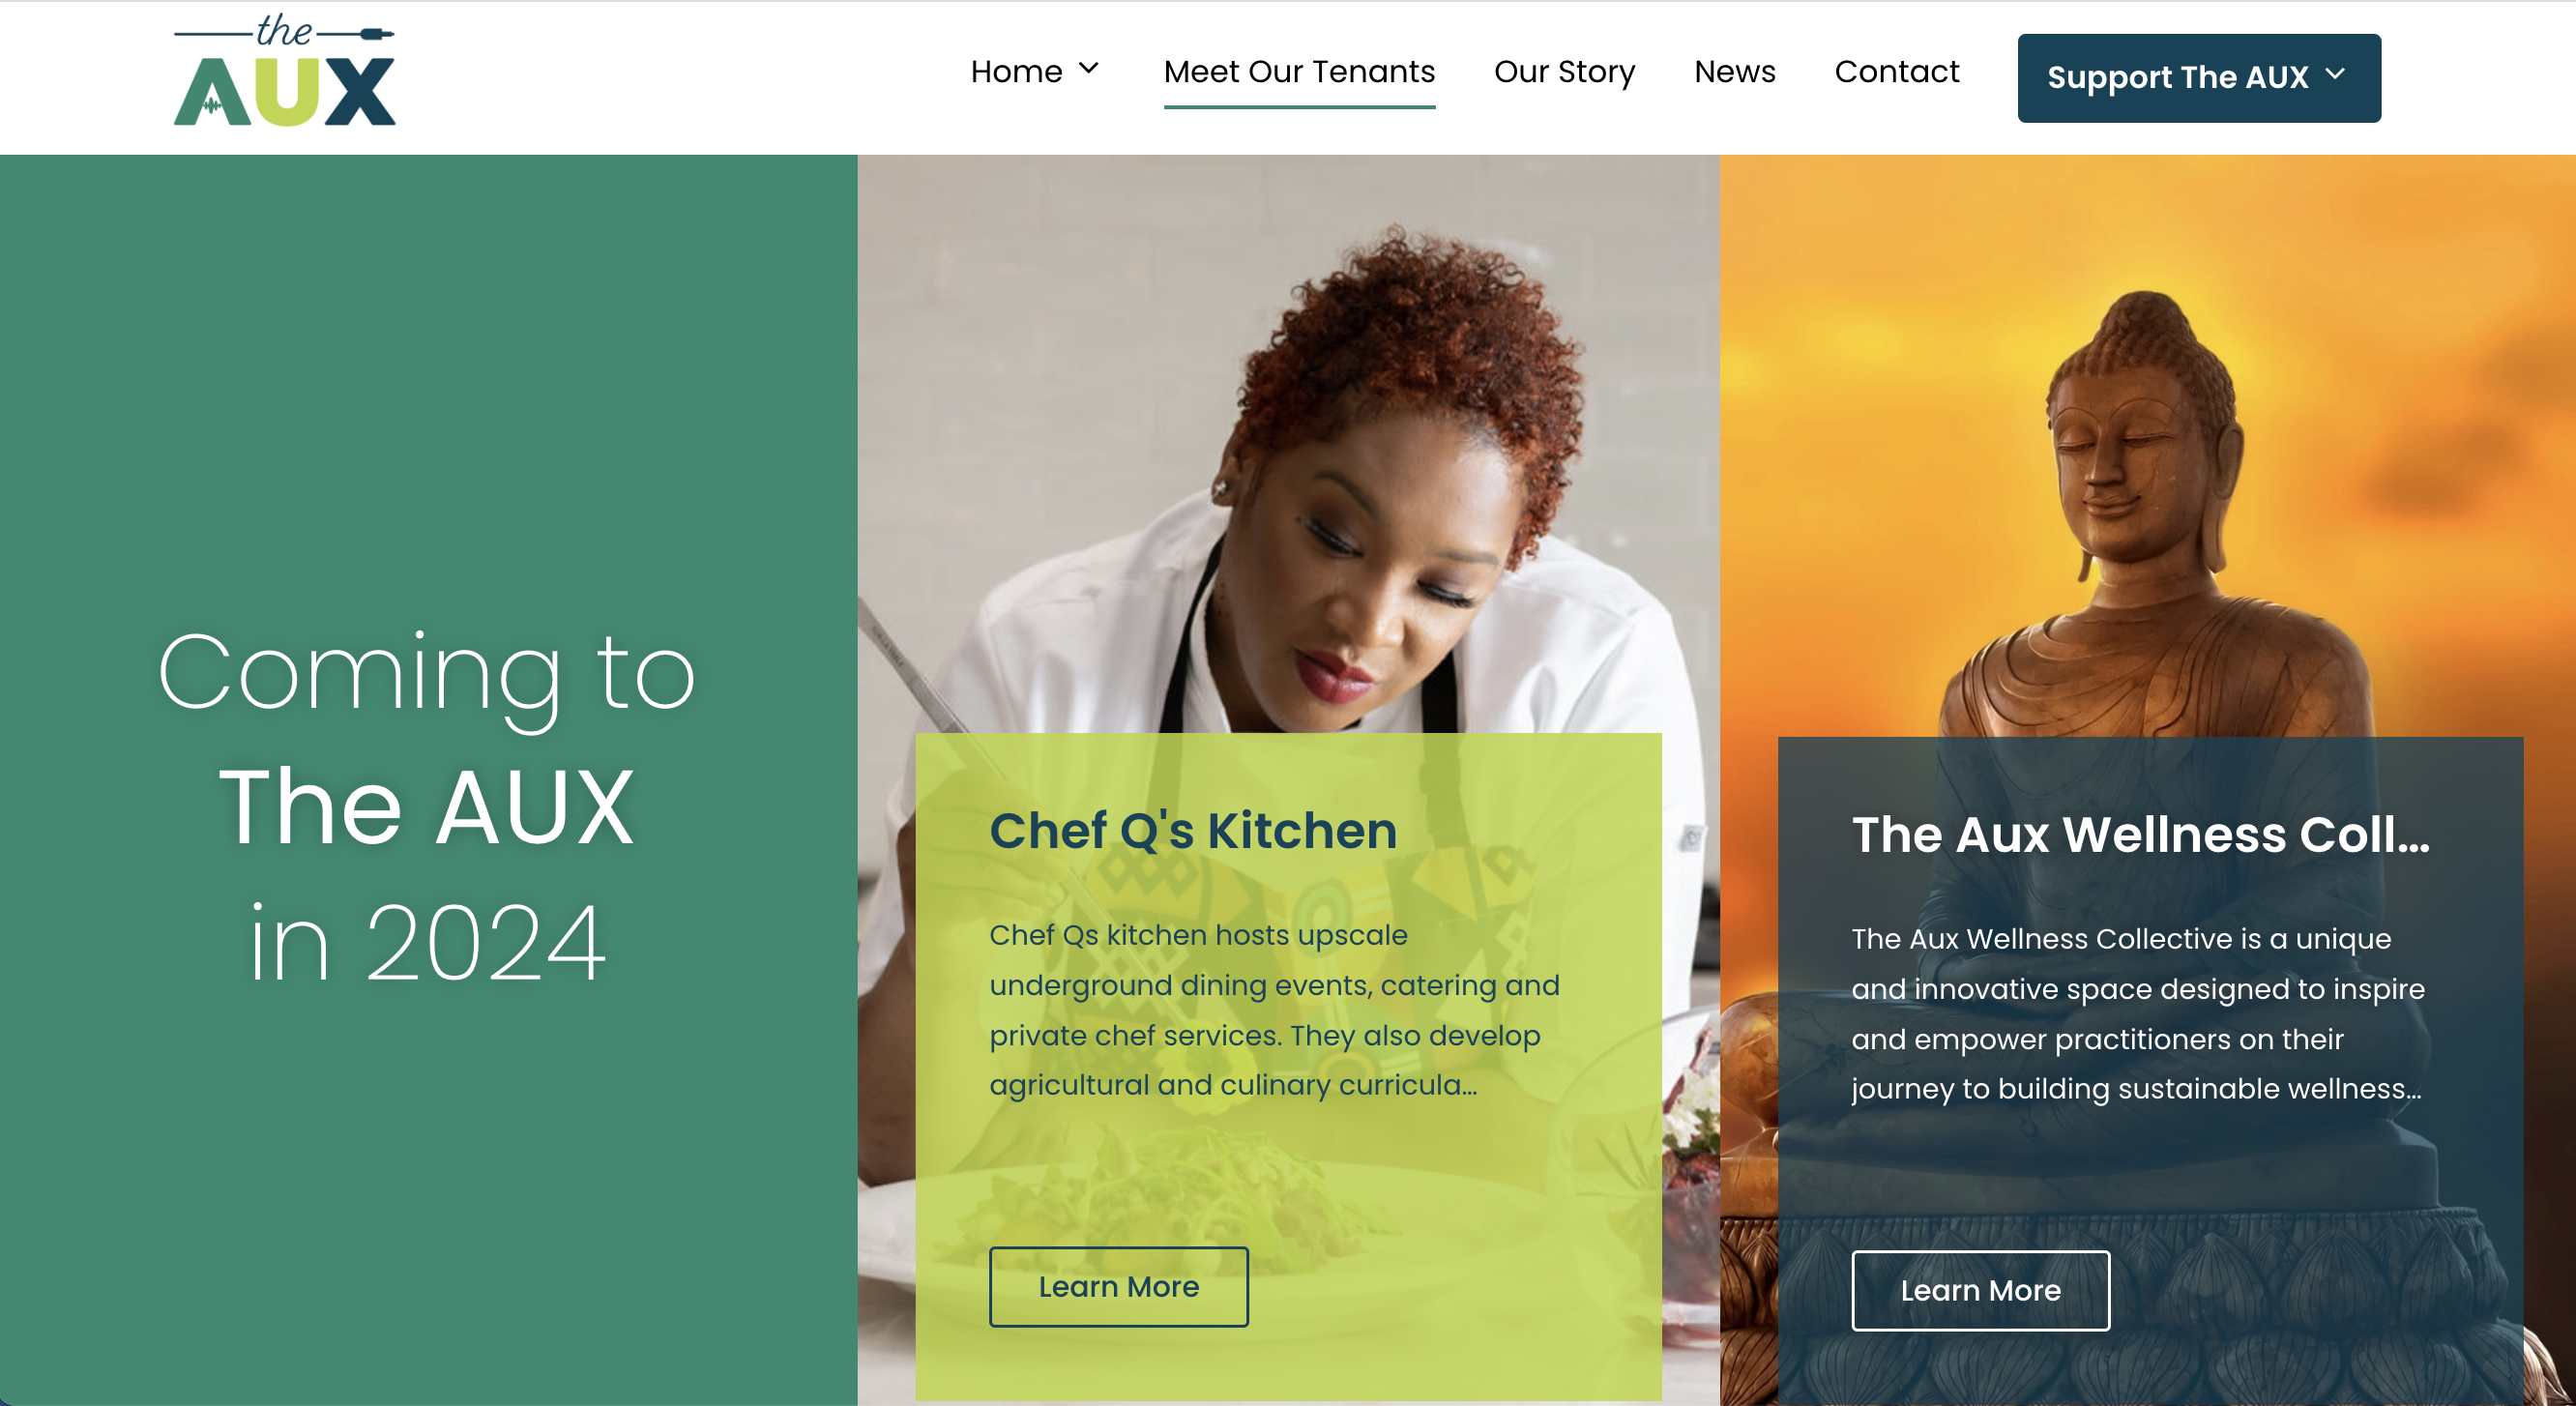 the
AUX
Home
Meet Our Tenants
Our Story
News
Contact
Support The AUX
Coming to
The AUX
in 2024
Chef Q's Kitchen
Chef Qs kitchen hosts upscale
underground dining events, catering and
private chef services. They also develop
agricultural and culinary curricula...
Learn More
The Aux Wellness Coll...
The Aux Wellness Collective is a unique
and innovative space designed to inspire
and empower practitioners on their
journey to building sustainable wellness...
Learn More